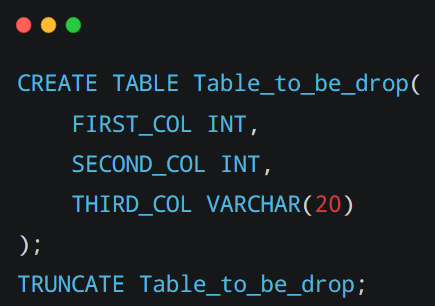 CREATE TABLE Table_to_be_drop(
    FIRST_COL INT,
    SECOND_COL INT,
    THIRD_COL VARCHAR(20)
);
TRUNCATE Table_to_be_drop;